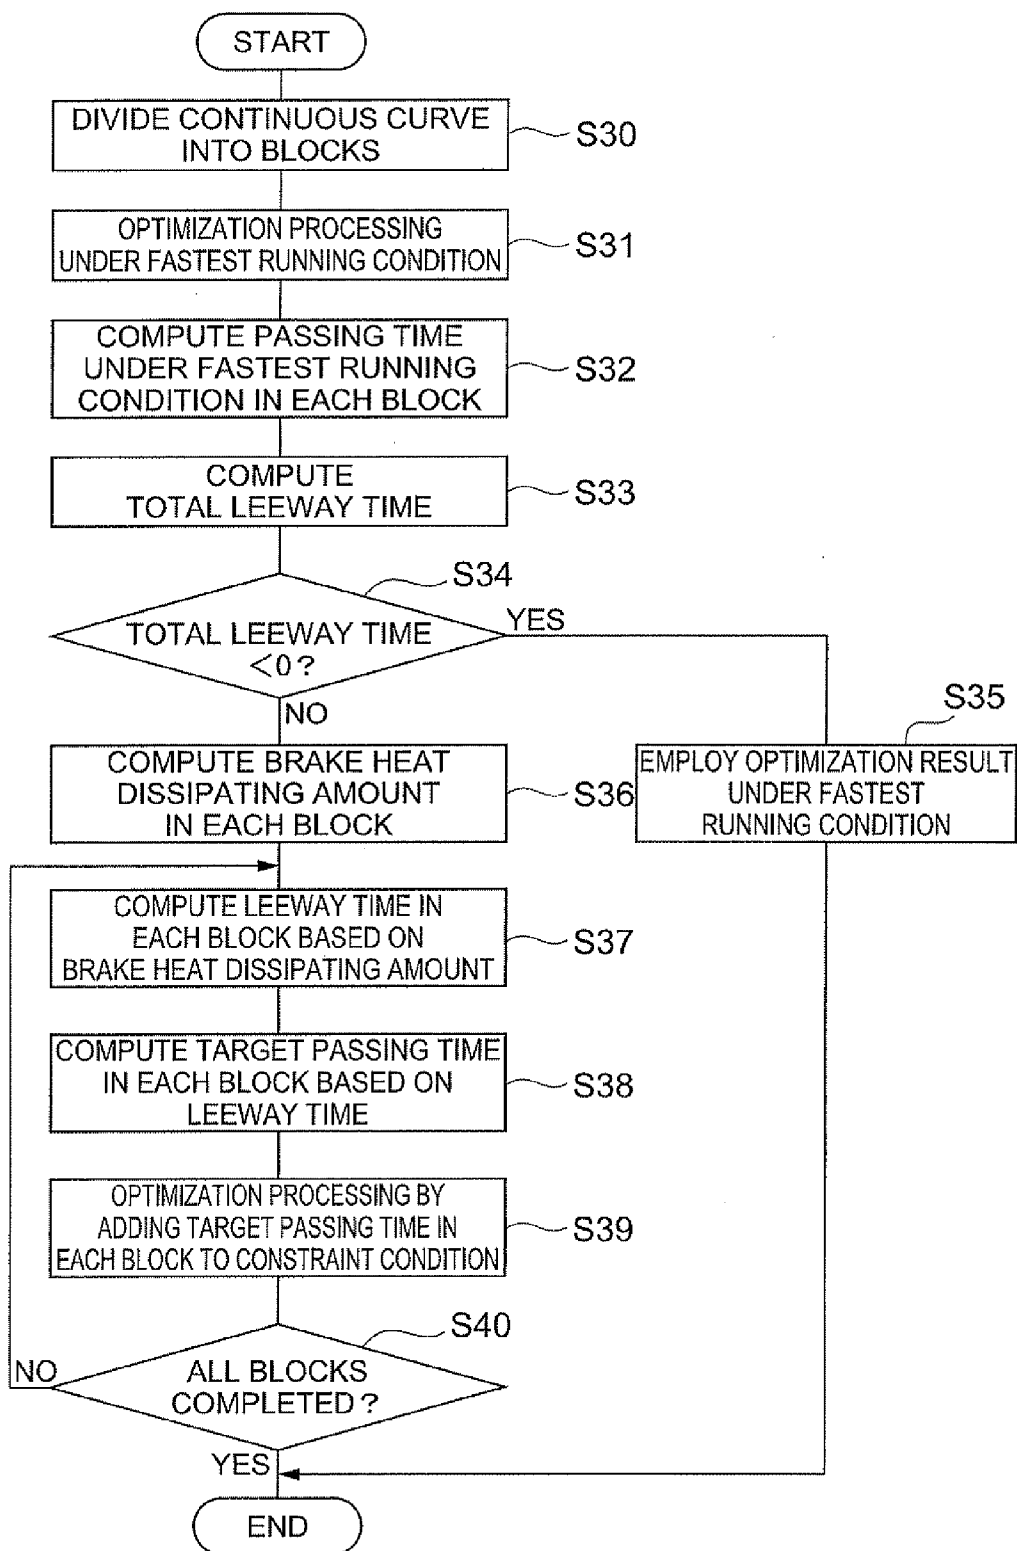 START
DIVIDE CONTINUOUS CURVE
INTO BLOCKS
S30
OPTIMIZATION PROCESSING
UNDER FASTEST RUNNING CONDITION
S31
COMPUTE PASSING TIME
UNDER FASTEST RUNNING
CONDITION IN EACH BLOCK
S32
COMPUTE
TOTAL LEEWAY TIME
S33
S34
TOTAL LEEWAY TIME
<0?
YES
NO
S35
EMPLOY OPTIMIZATION RESULT
UNDER FASTEST
RUNNING CONDITION
COMPUTE BRAKE HEAT
DISSIPATING AMOUNT
IN EACH BLOCK
S36
COMPUTE LEEWAY TIME IN
EACH BLOCK BASED ON
BRAKE HEAT DISSIPATING AMOUNT
S37
COMPUTE TARGET PASSING TIME
IN EACH BLOCK BASED ON
LEEWAY TIME
S38
OPTIMIZATION PROCESSING BY
ADDING TARGET PASSING TIME IN
EACH BLOCK TO CONSTRAINT CONDITION
S39
S40
ALL BLOCKS
COMPLETED?
NO
YES
END